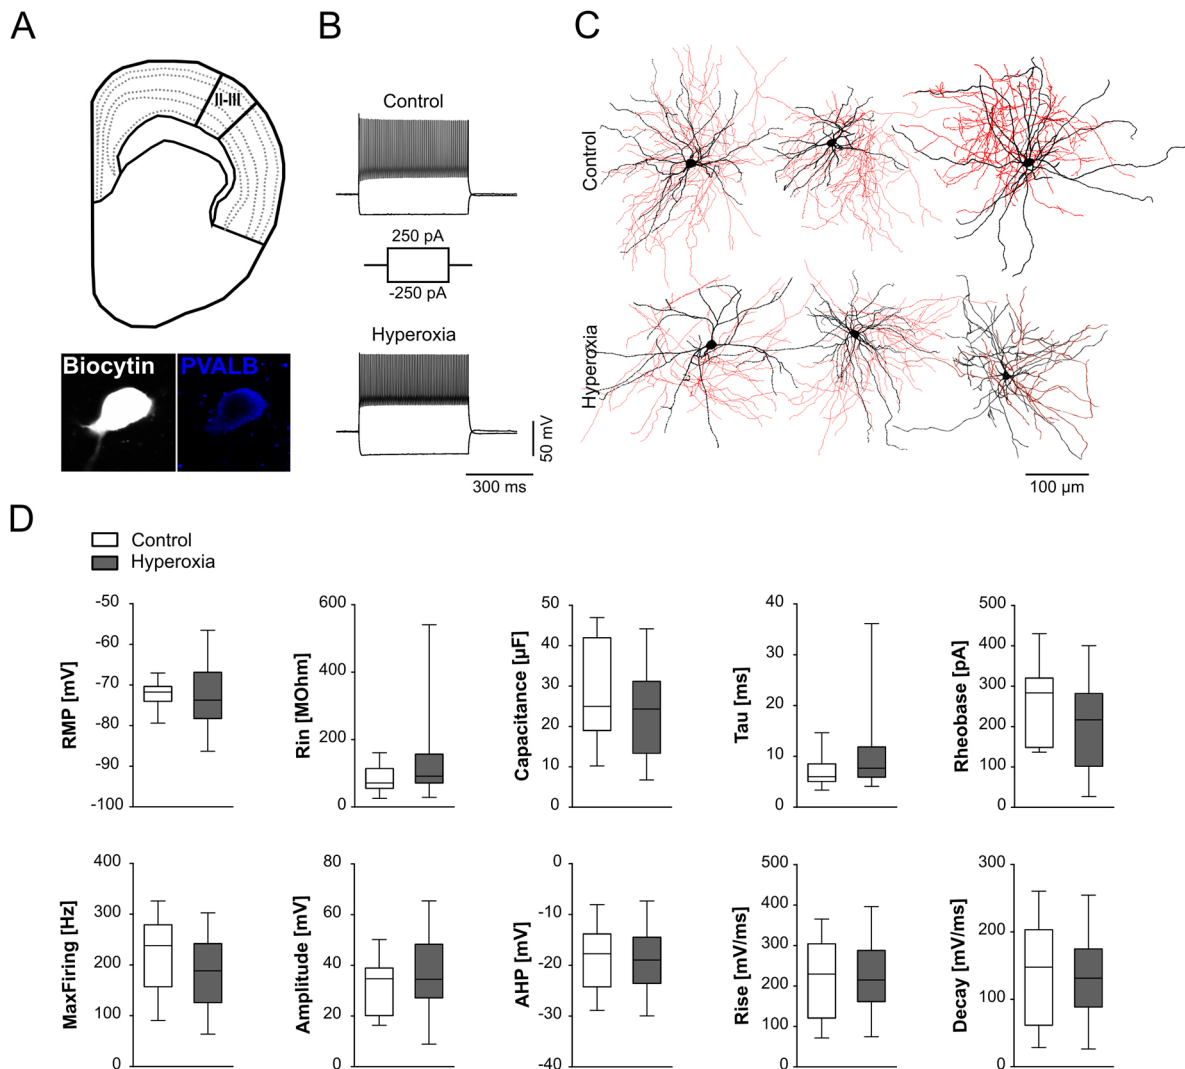 A
B
C
II-III
Control
250 pA
-250 pA
Hyperoxia
50 mV
300 ms
Biocytin
PVALB
Control
Hyperoxia
100 µm
D
Control
Hyperoxia
RMP [mV]
-50
-60
-70
-80
-90
-100
Rin [MOhm]
600
400
200
0
Capacitance [µF]
50
40
30
20
10
0
Tau [ms]
40
30
20
10
0
Rheobase [pA]
500
400
300
200
100
0
MaxFiring [Hz]
400
300
200
100
0
Amplitude [mV]
80
60
40
20
0
AHP [mV]
0
-10
-20
-30
-40
Rise [mV/ms]
500
400
300
200
100
0
Decay [mV/ms]
300
200
100
0